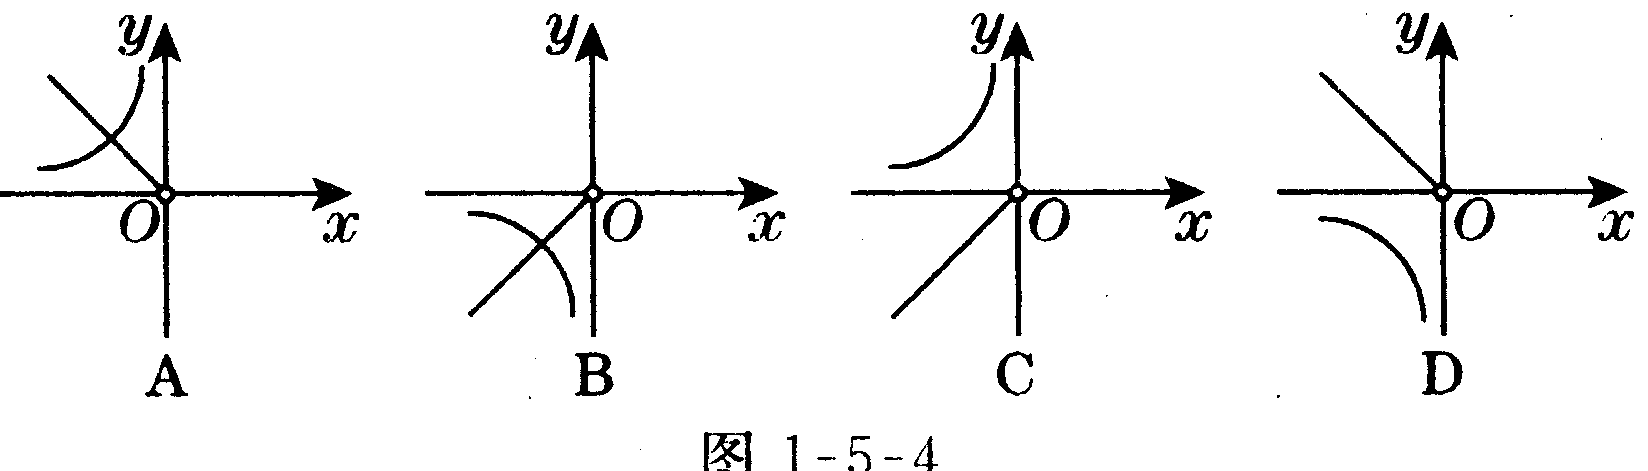 y y y y
O x O x O x O x
A B C D
图 1-5-4